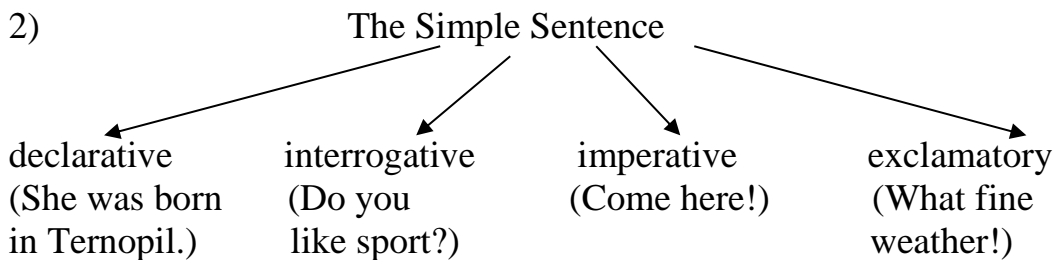 2) The Simple Sentence
declarative interrogative imperative exclamatory
(She was born (Do you (Come here!) (What fine
in Ternopil.) like sport?) weather!)